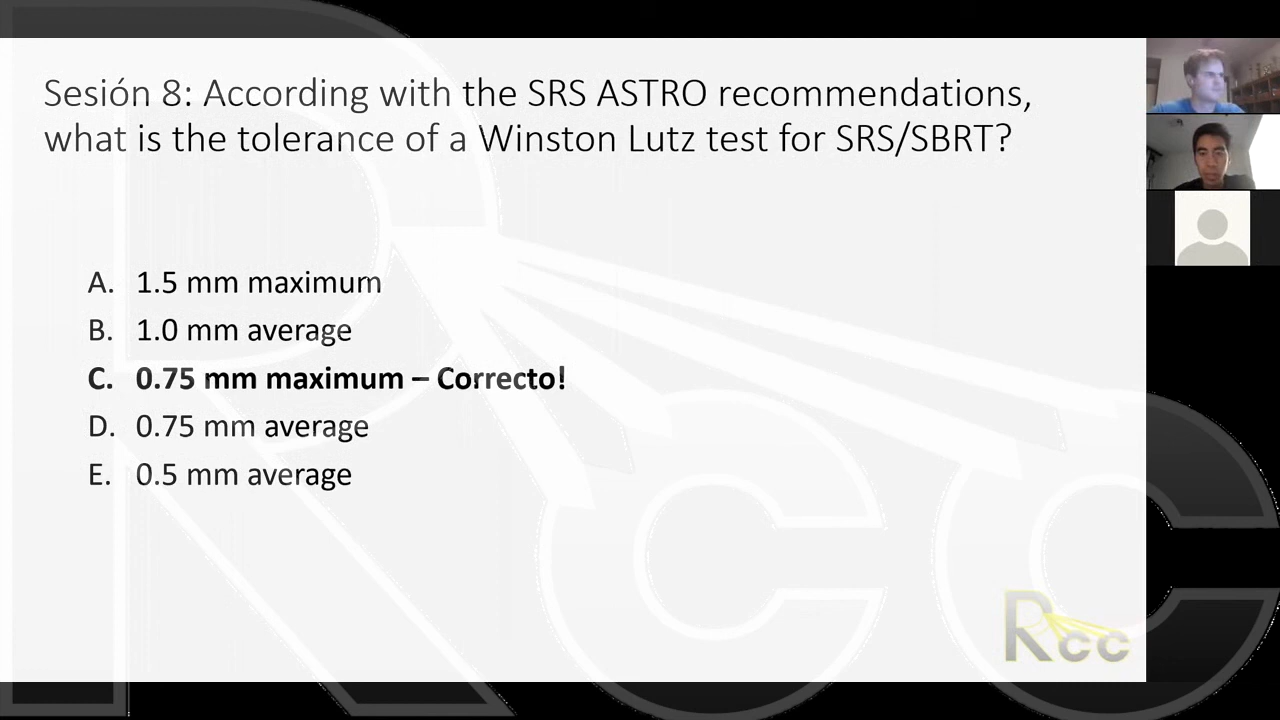 Sesión 8: According with the SRS ASTRO recommendations,
what is the tolerance of a Winston Lutz test for SRS/SBRT?
A. 1.5 mm maximum
B. 1.0 mm average
C. 0.75 mm maximum – Correcto!
D. 0.75 mm average
E. 0.5 mm average
Rcc